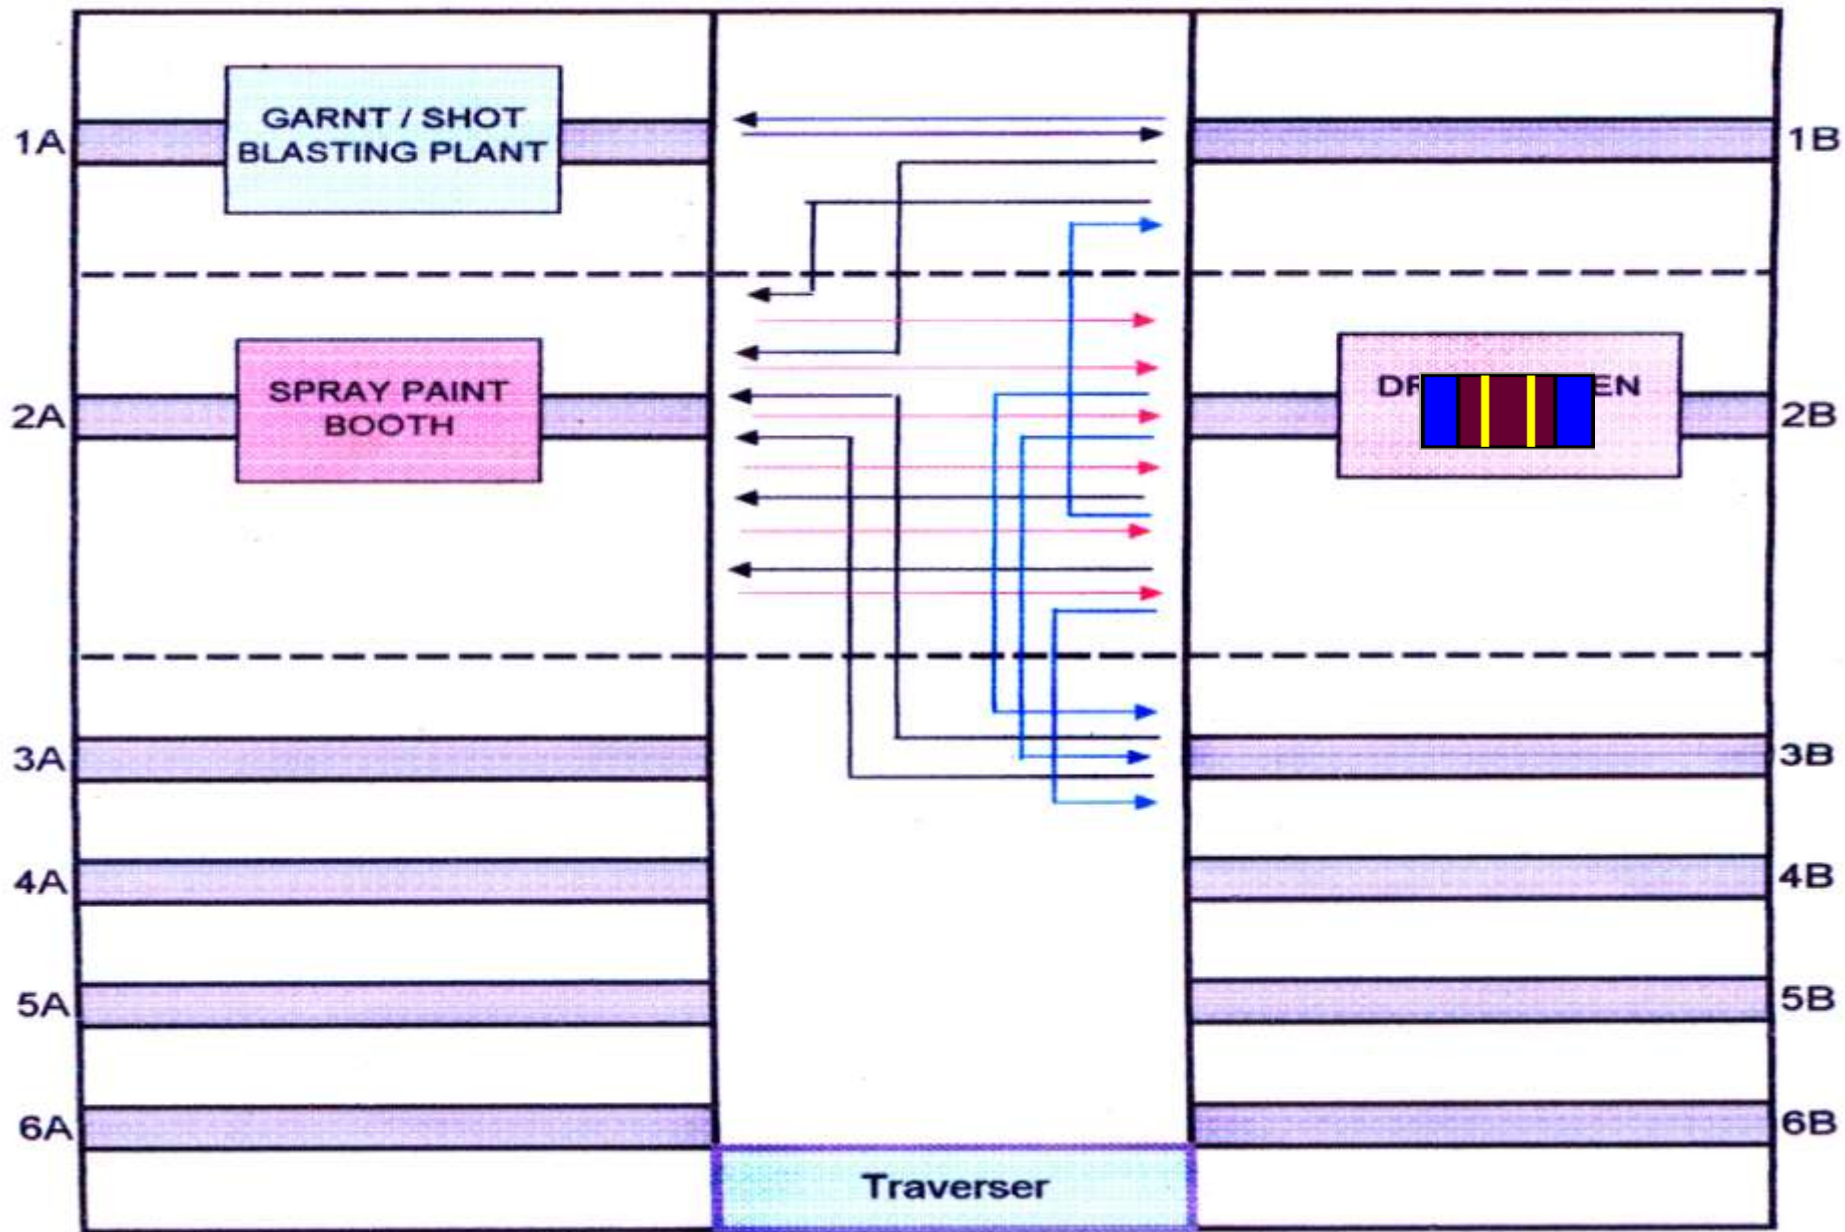 GARNT / SHOT
BLASTING PLANT
1A
1B
SPRAY PAINT
BOOTH
2A
2B
3A
3B
4A
4B
5A
5B
6A
6B
Traverser